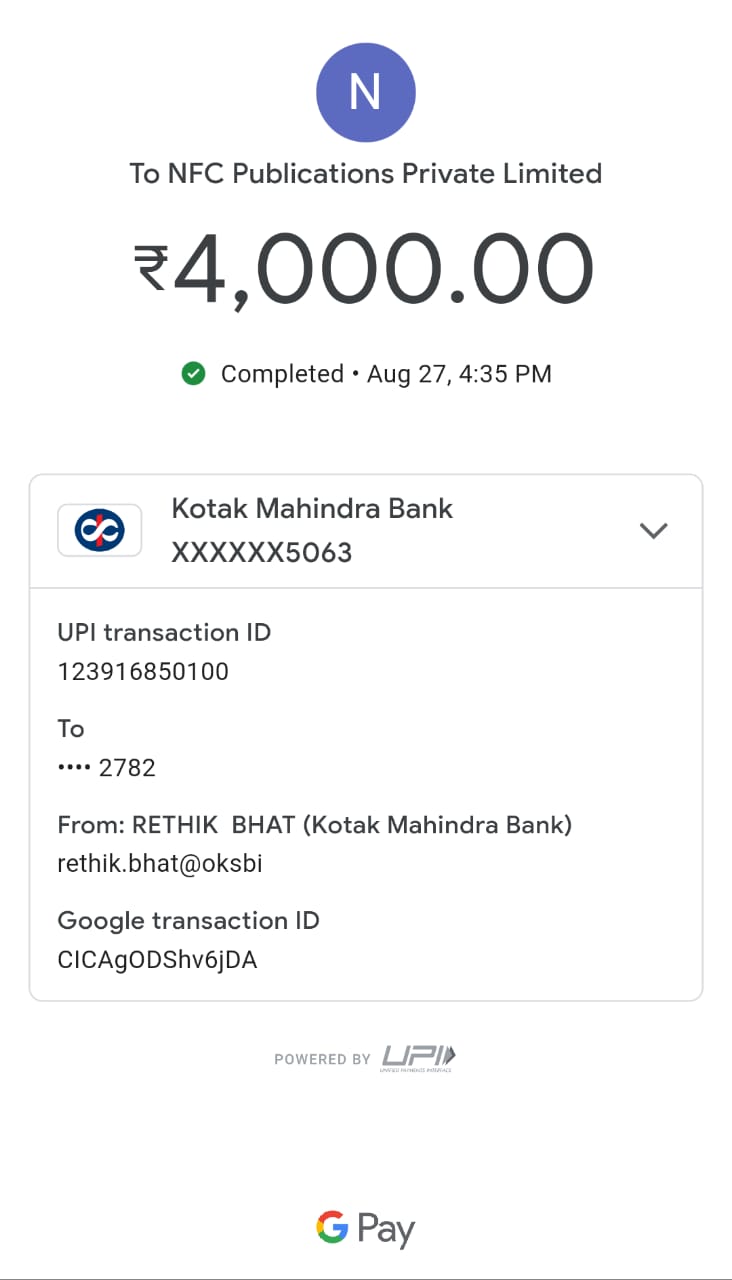 N
To NFC Publications Private Limited
₹4,000.00
Completed • Aug 27, 4:35 PM
Kotak Mahindra Bank
XXXXXX5063
UPI transaction ID
123916850100
To
•••• 2782
From: RETHIK  BHAT (Kotak Mahindra Bank)
rethik.bhat@oksbi
Google transaction ID
CICAgODShv6jDA
POWERED BY UPI
UNIFIED PAYMENTS INTERFACE
G Pay